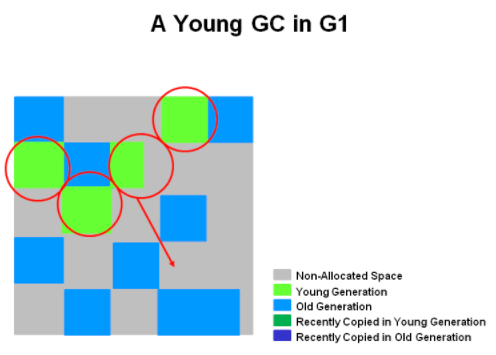 A Young GC in G1
Non-Allocated Space
Young Generation
Old Generation
Recently Copied in Young Generation
Recently Copied in Old Generation